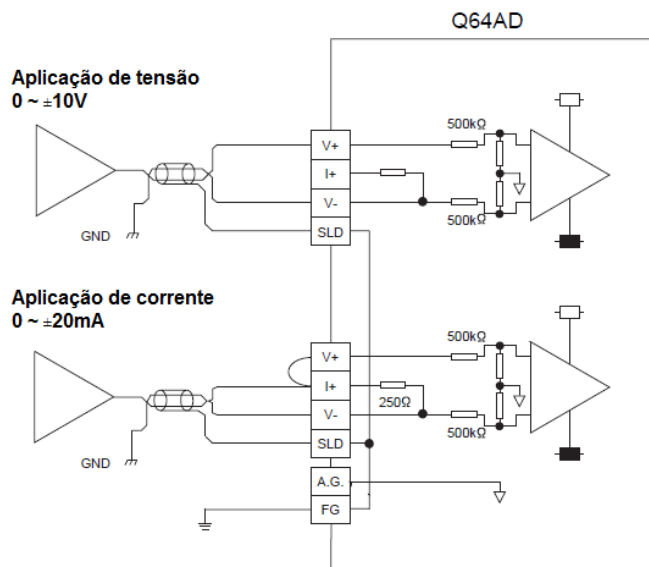 Q64AD
Aplicação de tensão
0 ~ ±10V
V+
I+
V-
SLD
GND
500kΩ
500kΩ
Aplicação de corrente
0 ~ ±20mA
V+
I+
V-
SLD
A.G.
FG
GND
250Ω
500kΩ
500kΩ